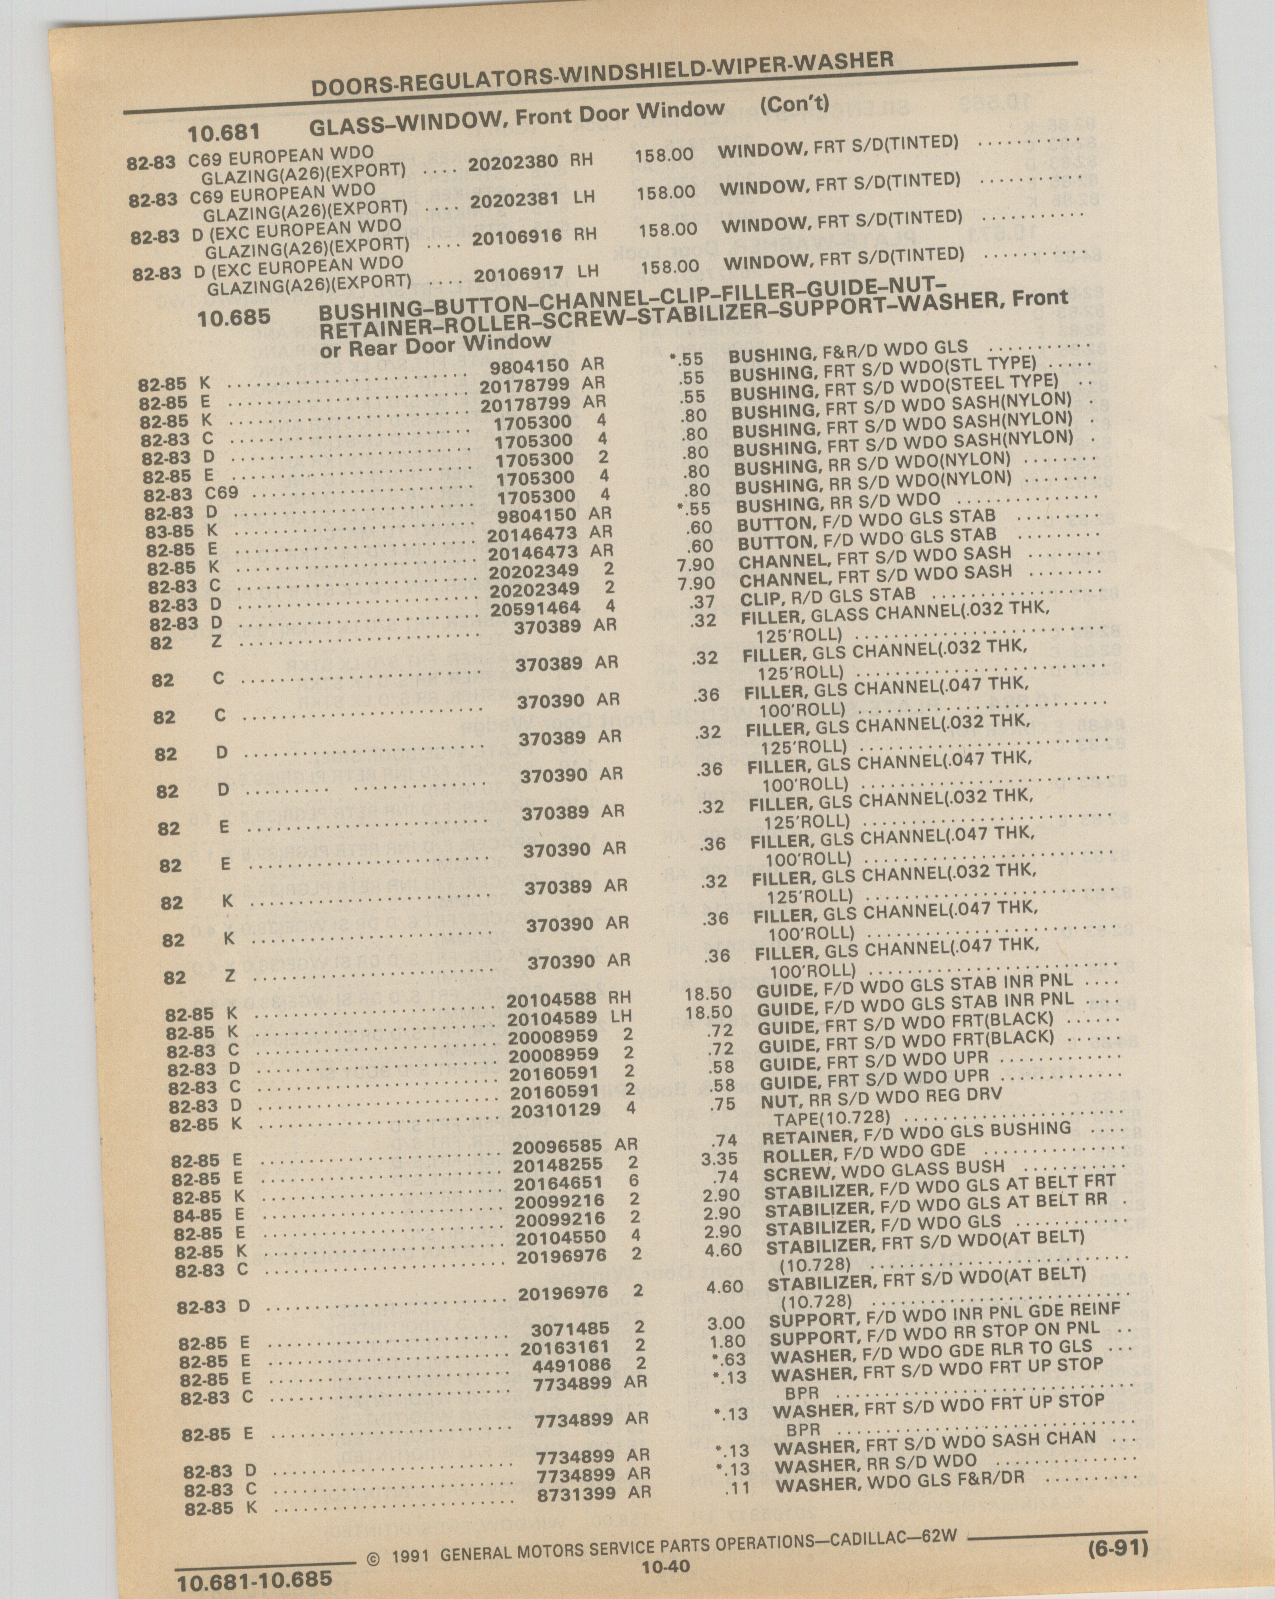 DOORS-REGULATORS-WINDSHIELD-WIPER-WASHER
10.681 GLASS–WINDOW, Front Door Window (Con't)
82-83 C69 EUROPEAN WDO
GLAZING(A26)(EXPORT) .... 20202380 RH 158.00 WINDOW, FRT S/D(TINTED) ...........
82-83 C69 EUROPEAN WDO
GLAZING(A26)(EXPORT) .... 20202381 LH 158.00 WINDOW, FRT S/D(TINTED) ...........
82-83 D (EXC EUROPEAN WDO
GLAZING(A26)(EXPORT) .... 20106916 RH 158.00 WINDOW, FRT S/D(TINTED) ...........
82-83 D (EXC EUROPEAN WDO
GLAZING(A26)(EXPORT) .... 20106917 LH 158.00 WINDOW, FRT S/D(TINTED) ...........
10.685 BUSHING–BUTTON–CHANNEL–CLIP–FILLER–GUIDE–NUT–
RETAINER–ROLLER–SCREW–STABILIZER–SUPPORT–WASHER, Front
or Rear Door Window
82-85 K ........ 9804150 AR *.55 BUSHING, F&R/D WDO GLS ...........
82-85 E ........ 20178799 AR .55 BUSHING, FRT S/D WDO(STL TYPE) .....
82-85 K ........ 20178799 AR .55 BUSHING, FRT S/D WDO(STEEL TYPE) ..
82-83 C ........ 1705300 4 .80 BUSHING, FRT S/D WDO SASH(NYLON) .
82-83 D ........ 1705300 4 .80 BUSHING, FRT S/D WDO SASH(NYLON) .
82-85 E ........ 1705300 2 .80 BUSHING, FRT S/D WDO SASH(NYLON) .
82-83 C69 ........ 1705300 4 .80 BUSHING, RR S/D WDO(NYLON) ........
82-83 D ........ 1705300 4 .80 BUSHING, RR S/D WDO(NYLON) ........
83-85 K ........ 9804150 AR *.55 BUSHING, RR S/D WDO ...............
82-85 E ........ 20146473 AR .60 BUTTON, F/D WDO GLS STAB .........
82-85 K ........ 20146473 AR .60 BUTTON, F/D WDO GLS STAB .........
82-83 C ........ 20202349 2 7.90 CHANNEL, FRT S/D WDO SASH ........
82-83 D ........ 20202349 2 7.90 CHANNEL, FRT S/D WDO SASH ........
82-83 D ........ 20591464 4 .37 CLIP, R/D GLS STAB ..................
82 Z ........ 370389 AR .32 FILLER, GLASS CHANNEL(.032 THK,
125'ROLL) ..........................
82 C ........ 370389 AR .32 FILLER, GLS CHANNEL(.032 THK,
125'ROLL) ..........................
82 C ........ 370390 AR .36 FILLER, GLS CHANNEL(.047 THK,
100'ROLL) ..........................
82 D ........ 370389 AR .32 FILLER, GLS CHANNEL(.032 THK,
125'ROLL) ..........................
82 D ........ 370390 AR .36 FILLER, GLS CHANNEL(.047 THK,
100'ROLL) ..........................
82 E ........ 370389 AR .32 FILLER, GLS CHANNEL(.032 THK,
125'ROLL) ..........................
82 E ........ 370390 AR .36 FILLER, GLS CHANNEL(.047 THK,
100'ROLL) ..........................
82 K ........ 370389 AR .32 FILLER, GLS CHANNEL(.032 THK,
125'ROLL) ..........................
82 K ........ 370390 AR .36 FILLER, GLS CHANNEL(.047 THK,
100'ROLL) ..........................
82 Z ........ 370390 AR .36 FILLER, GLS CHANNEL(.047 THK,
100'ROLL) ..........................
82-85 K ........ 20104588 RH 18.50 GUIDE, F/D WDO GLS STAB INR PNL ....
82-85 K ........ 20104589 LH 18.50 GUIDE, F/D WDO GLS STAB INR PNL ....
82-83 C ........ 20008959 2 .72 GUIDE, FRT S/D WDO FRT(BLACK) ......
82-83 D ........ 20008959 2 .72 GUIDE, FRT S/D WDO FRT(BLACK) ......
82-83 C ........ 20160591 2 .58 GUIDE, FRT S/D WDO UPR .............
82-83 D ........ 20160591 2 .58 GUIDE, FRT S/D WDO UPR .............
82-85 K ........ 20310129 4 .75 NUT, RR S/D WDO REG DRV
TAPE(10.728) .......................
82-85 E ........ 20096585 AR .74 RETAINER, F/D WDO GLS BUSHING ....
82-85 E ........ 20148255 2 3.35 ROLLER, F/D WDO GDE ...............
82-85 K ........ 20164651 6 .74 SCREW, WDO GLASS BUSH ...........
84-85 E ........ 20099216 2 2.90 STABILIZER, F/D WDO GLS AT BELT FRT
82-85 E ........ 20099216 2 2.90 STABILIZER, F/D WDO GLS AT BELT RR .
82-85 K ........ 20104550 4 2.90 STABILIZER, F/D WDO GLS ............
82-83 C ........ 20196976 2 4.60 STABILIZER, FRT S/D WDO(AT BELT)
(10.728) ..........................
82-83 D ........ 20196976 2 4.60 STABILIZER, FRT S/D WDO(AT BELT)
(10.728) ..........................
82-85 E ........ 3071485 2 3.00 SUPPORT, F/D WDO INR PNL GDE REINF
82-85 E ........ 20163161 2 1.80 SUPPORT, F/D WDO RR STOP ON PNL ..
82-85 E ........ 4491086 2 *.63 WASHER, F/D WDO GDE RLR TO GLS ...
82-83 C ........ 7734899 AR *.13 WASHER, FRT S/D WDO FRT UP STOP
BPR ..............................
82-85 E ........ 7734899 AR *.13 WASHER, FRT S/D WDO FRT UP STOP
BPR ..............................
82-83 D ........ 7734899 AR *.13 WASHER, FRT S/D WDO SASH CHAN ...
82-83 C ........ 7734899 AR *.13 WASHER, RR S/D WDO ...............
82-85 K ........ 8731399 AR .11 WASHER, WDO GLS F&R/DR ..........
© 1991 GENERAL MOTORS SERVICE PARTS OPERATIONS—CADILLAC—62W (6-91)
10.681-10.685 10-40